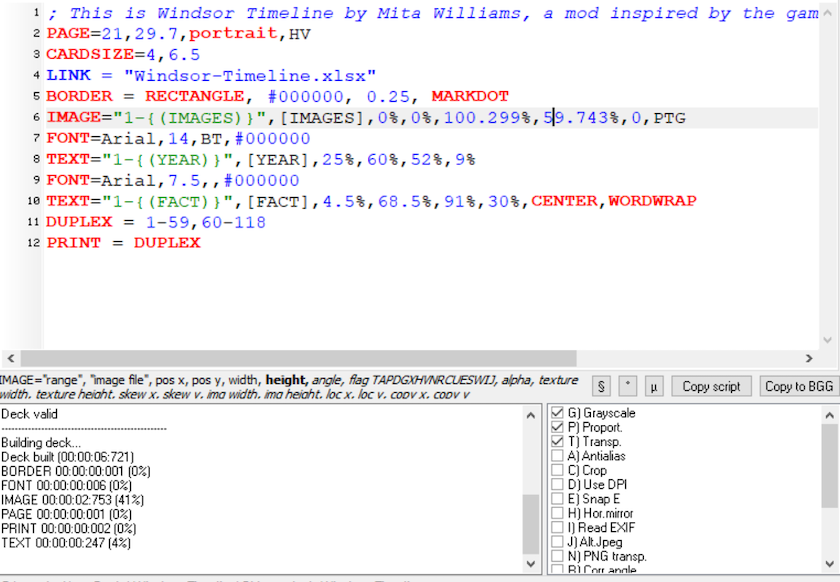 1 ; This is Windsor Timeline by Mita Williams, a mod inspired by the gam
2 PAGE=21,29.7,portrait,HV
3 CARDSIZE=4,6.5
4 LINK = "Windsor-Timeline.xlsx"
5 BORDER = RECTANGLE, #000000, 0.25, MARKDOT
6 IMAGE="1-{(IMAGES)}",[IMAGES],0%,0%,100.299%,59.743%,0,PTG
7 FONT=Arial,14,BT,#000000
8 TEXT="1-{(YEAR)}",[YEAR],25%,60%,52%,9%
9 FONT=Arial,7.5,,#000000
10 TEXT="1-{(FACT)}",[FACT],4.5%,68.5%,91%,30%,CENTER,WORDWRAP
11 DUPLEX = 1-59,60-118
12 PRINT = DUPLEX
IMAGE="range", "image file", pos x, pos y, width, height, angle, flag TAPDGXHVNRCUESWIJ, alpha, texture
width, texture height, skew x, skew y, img width, img height, loc x, loc y, copy x, copy y
§ ° µ Copy script Copy to BGG
Deck valid
--------------------------------------------------
Building deck...
Deck built (00:00:06:721)
BORDER 00:00:00:001 (0%)
FONT 00:00:00:006 (0%)
IMAGE 00:00:02:753 (41%)
PAGE 00:00:00:001 (0%)
PRINT 00:00:00:002 (0%)
TEXT 00:00:00:247 (4%)
G) Grayscale
P) Proport.
T) Transp.
A) Antialias
C) Crop
D) Use DPI
E) Snap E
H) Hor.mirror
I) Read EXIF
J) Alt.Jpeg
N) PNG transp.
R) Corr.angle